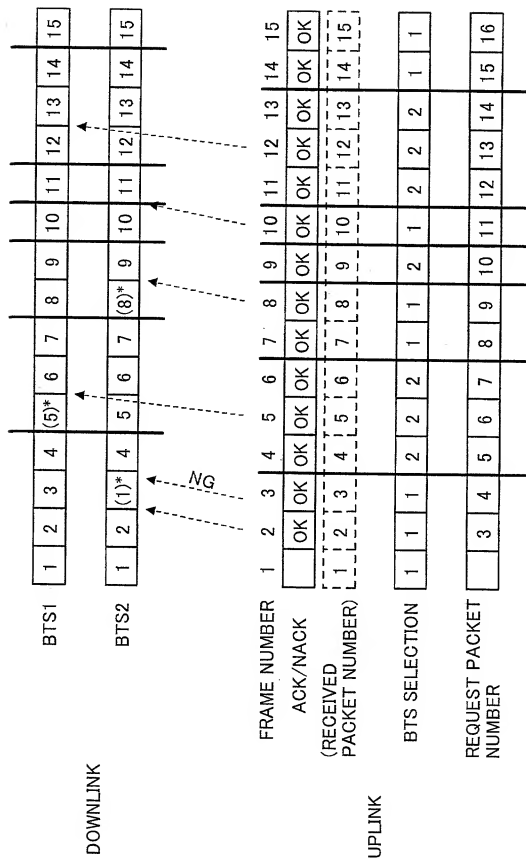 DOWNLINK
BTS1 1 2 3 4 (5)* 6 7 8 9 10 11 12 13 14 15
BTS2 1 2 (1)* 4 5 6 7 (8)* 9 10 11 12 13 14 15
NG
UPLINK
FRAME NUMBER 1 2 3 4 5 6 7 8 9 10 11 12 13 14 15
ACK/NACK OK OK OK OK OK OK OK OK OK OK OK OK OK OK
(RECEIVED
PACKET NUMBER) 1 2 3 4 5 6 7 8 9 10 11 12 13 14 15
BTS SELECTION 1 1 1 2 2 2 1 1 2 1 2 2 2 1 1
REQUEST PACKET
NUMBER 3 4 5 6 7 8 9 10 11 12 13 14 15 16